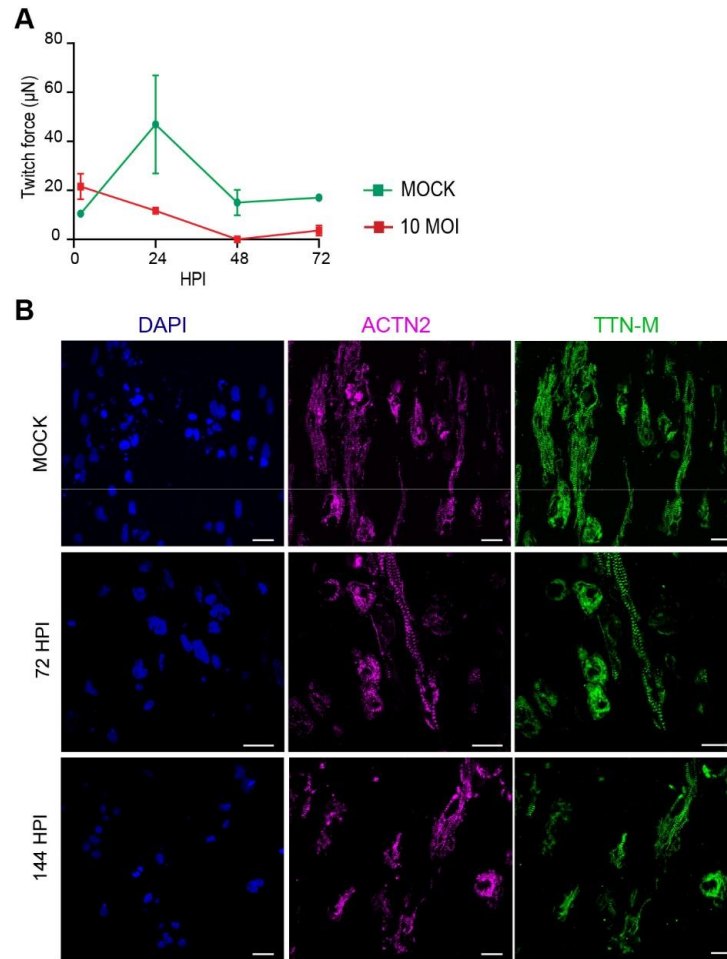 A
80
60
40
20
0
Twitch force (µN)
0 24 48 72
HPI
MOCK
10 MOI
B
DAPI ACTN2 TTN-M
MOCK
72 HPI
144 HPI